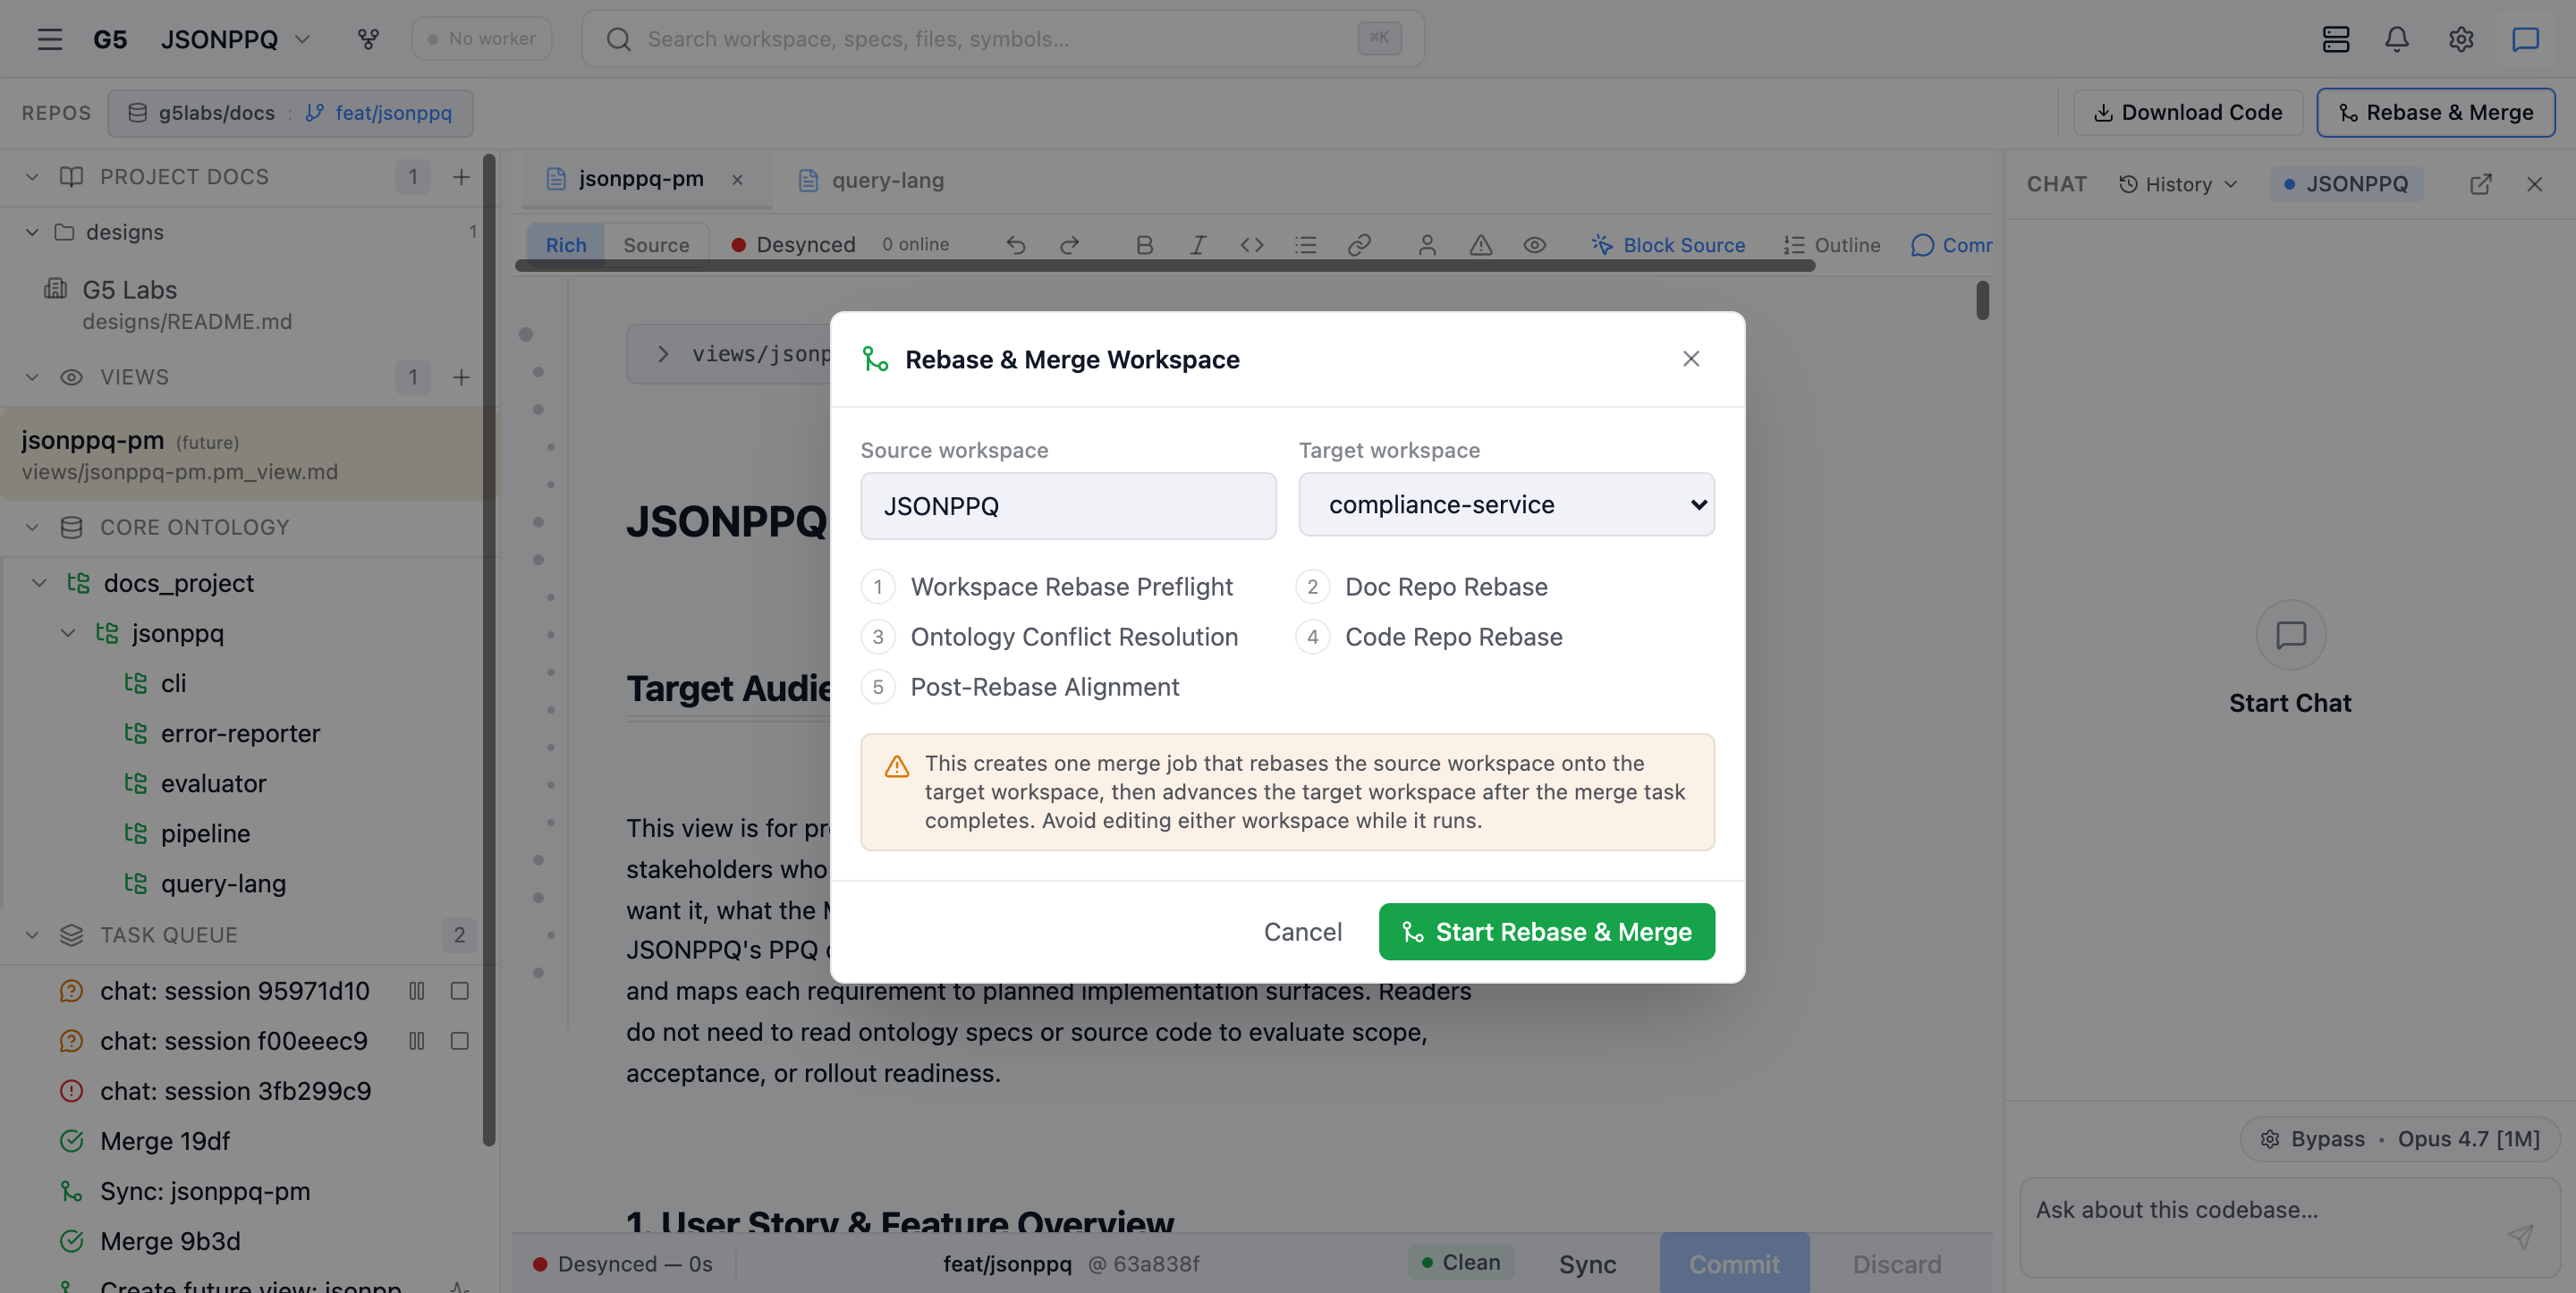 G5 JSONPPQ No worker Search workspace, specs, files, symbols... ⌘K
REPOS g5labs/docs : feat/jsonppq Download Code Rebase & Merge
PROJECT DOCS 1
designs 1
G5 Labs
designs/README.md
VIEWS 1
jsonppq-pm (future)
views/jsonppq-pm.pm_view.md
CORE ONTOLOGY
docs_project
jsonppq
cli
error-reporter
evaluator
pipeline
query-lang
TASK QUEUE 2
chat: session 95971d10
chat: session f00eeec9
chat: session 3fb299c9
Merge 19df
Sync: jsonppq-pm
Merge 9b3d
Create future view: jsonpp
jsonppq-pm query-lang
Rich Source Desynced 0 online Block Source Outline Comm
views/jsonp
JSONPPQ
Target Audie
This view is for pr
stakeholders who
want it, what the
JSONPPQ's PPQ
and maps each requirement to planned implementation surfaces. Readers
do not need to read ontology specs or source code to evaluate scope,
acceptance, or rollout readiness.
1. User Story & Feature Overview
Desynced — 0s feat/jsonppq @ 63a838f Clean Sync Commit Discard
Rebase & Merge Workspace
Source workspace Target workspace
JSONPPQ compliance-service
1 Workspace Rebase Preflight 2 Doc Repo Rebase
3 Ontology Conflict Resolution 4 Code Repo Rebase
5 Post-Rebase Alignment
This creates one merge job that rebases the source workspace onto the
target workspace, then advances the target workspace after the merge task
completes. Avoid editing either workspace while it runs.
Cancel Start Rebase & Merge
CHAT History JSONPPQ
Start Chat
Bypass • Opus 4.7 [1M]
Ask about this codebase...